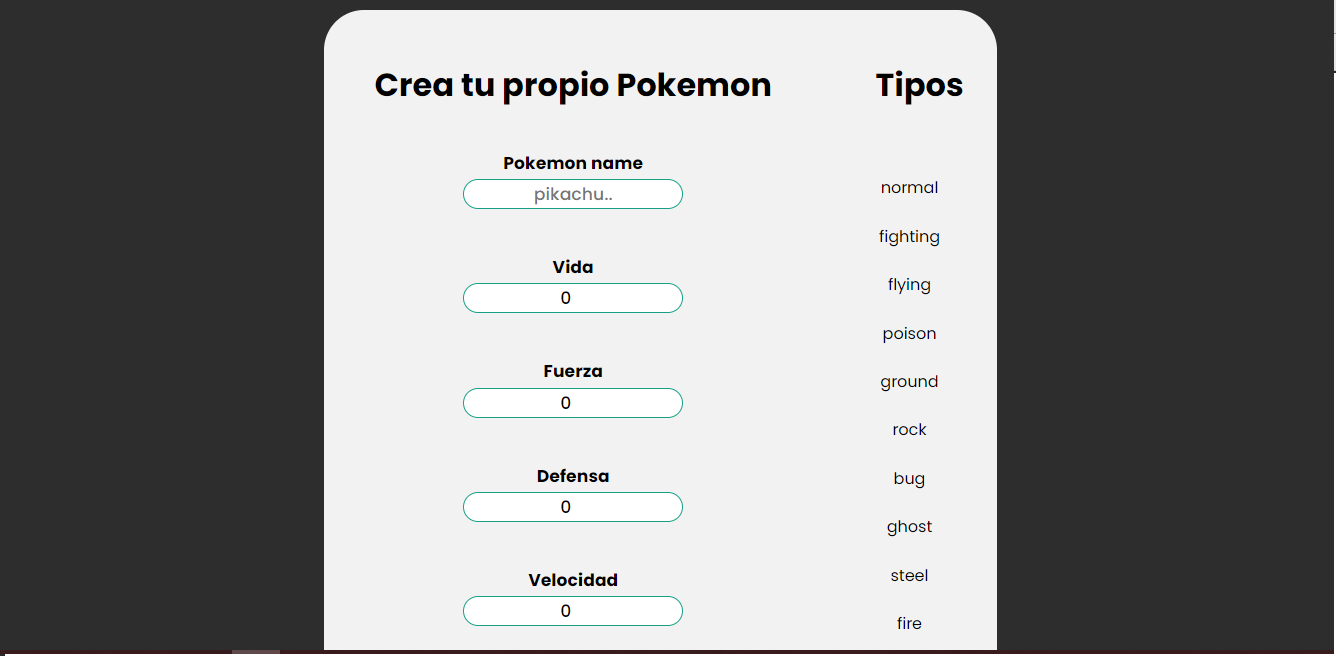 Crea tu propio Pokemon
Pokemon name
pikachu..
Vida
0
Fuerza
0
Defensa
0
Velocidad
0
Tipos
normal
fighting
flying
poison
ground
rock
bug
ghost
steel
fire